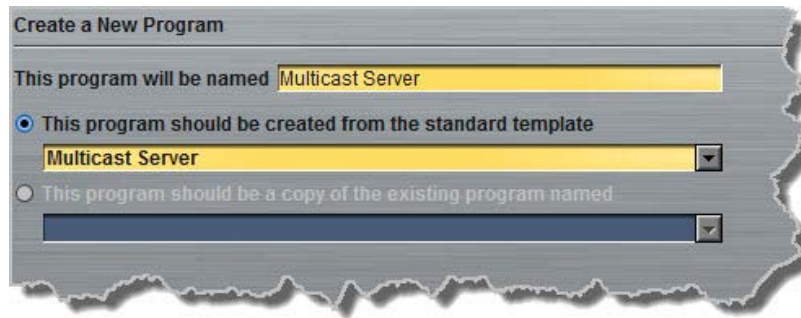 Create a New Program
This program will be named Multicast Server
This program should be created from the standard template
Multicast Server
This program should be a copy of the existing program named